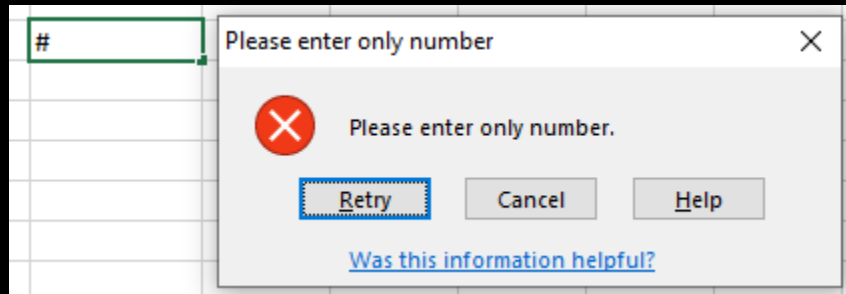 #
Please enter only number
Please enter only number.
Retry
Cancel
Help
Was this information helpful?